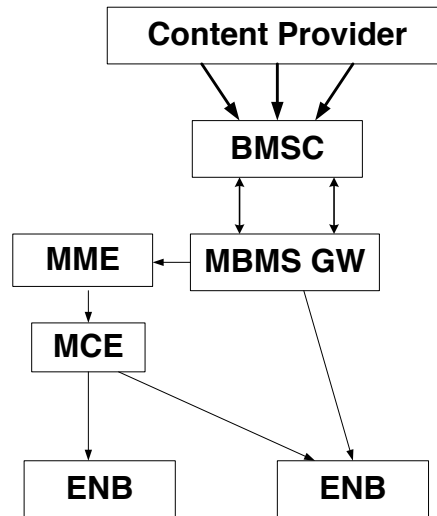 Content Provider
BMSC
MME
MBMS GW
MCE
ENB
ENB